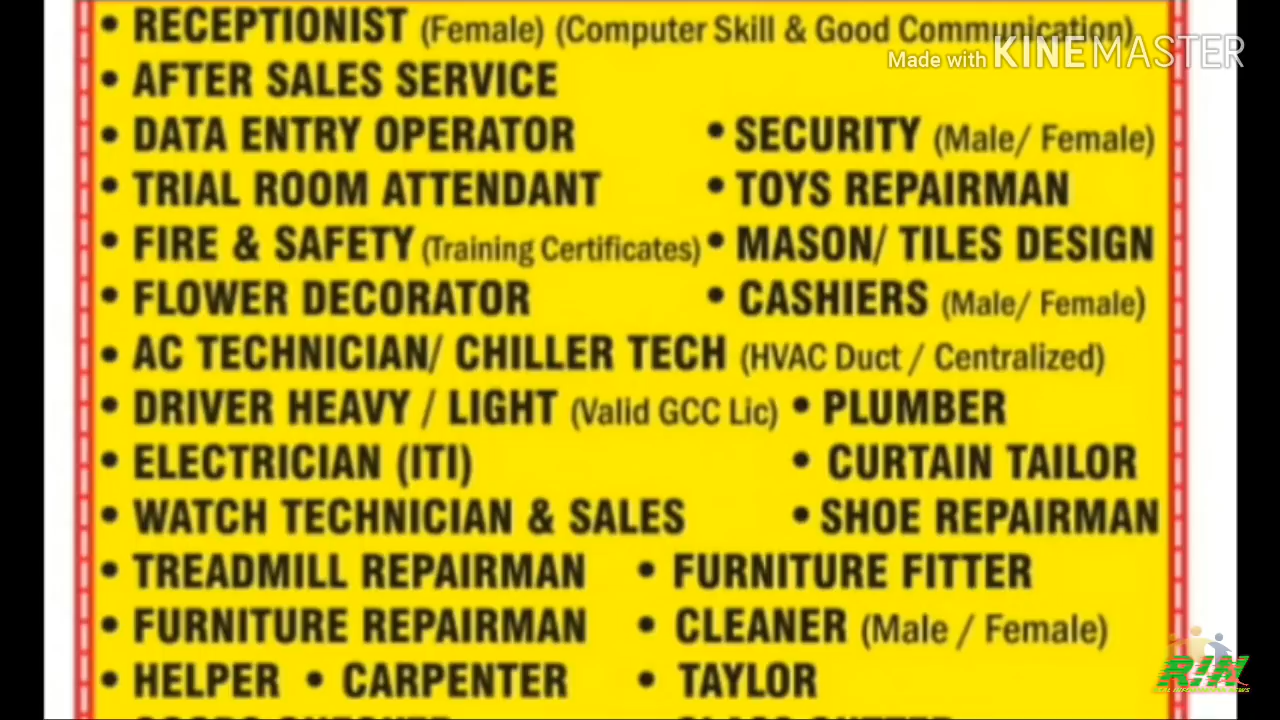 • RECEPTIONIST (Female) (Computer Skill & Good Communication)
Made with KINEMASTER
• AFTER SALES SERVICE
• DATA ENTRY OPERATOR • SECURITY (Male/ Female)
• TRIAL ROOM ATTENDANT • TOYS REPAIRMAN
• FIRE & SAFETY (Training Certificates) • MASON/ TILES DESIGN
• FLOWER DECORATOR • CASHIERS (Male/ Female)
• AC TECHNICIAN/ CHILLER TECH (HVAC Duct / Centralized)
• DRIVER HEAVY / LIGHT (Valid GCC Lic) • PLUMBER
• ELECTRICIAN (ITI) • CURTAIN TAILOR
• WATCH TECHNICIAN & SALES • SHOE REPAIRMAN
• TREADMILL REPAIRMAN • FURNITURE FITTER
• FURNITURE REPAIRMAN • CLEANER (Male / Female)
• HELPER • CARPENTER • TAYLOR